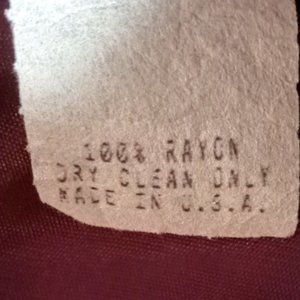 100% RAYON
DRY CLEAN ONLY
MADE IN U.S.A.